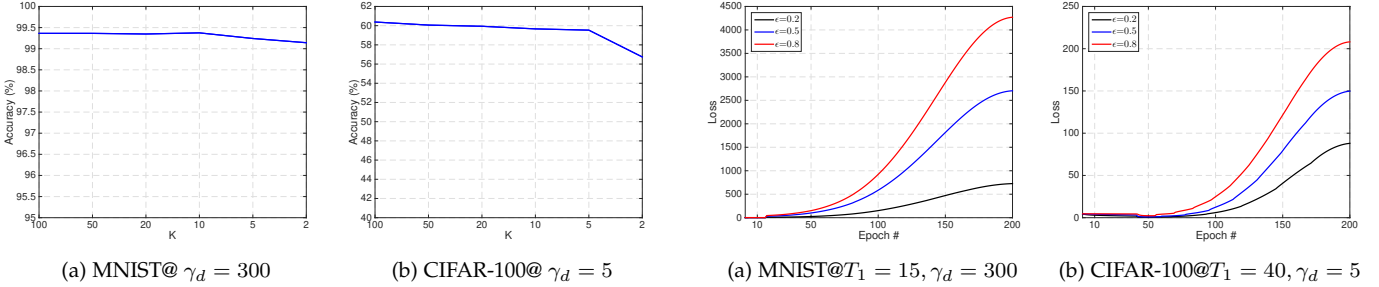 100
99.5
99
98.5
98
97.5
97
96.5
96
95.5
95
Accuracy (%)
100 50 20 10 5 2
K
(a) MNIST@ γd = 300
62
60
58
56
54
52
50
48
46
44
42
40
Accuracy (%)
100 50 20 10 5 2
K
(b) CIFAR-100@ γd = 5
4500
4000
3500
3000
2500
2000
1500
1000
500
0
Loss
ϵ=0.2
ϵ=0.5
ϵ=0.8
10 50 100 150 200
Epoch #
(a) MNIST@T1 = 15, γd = 300
250
200
150
100
50
0
Loss
ϵ=0.2
ϵ=0.5
ϵ=0.8
10 50 100 150 200
Epoch #
(b) CIFAR-100@T1 = 40, γd = 5